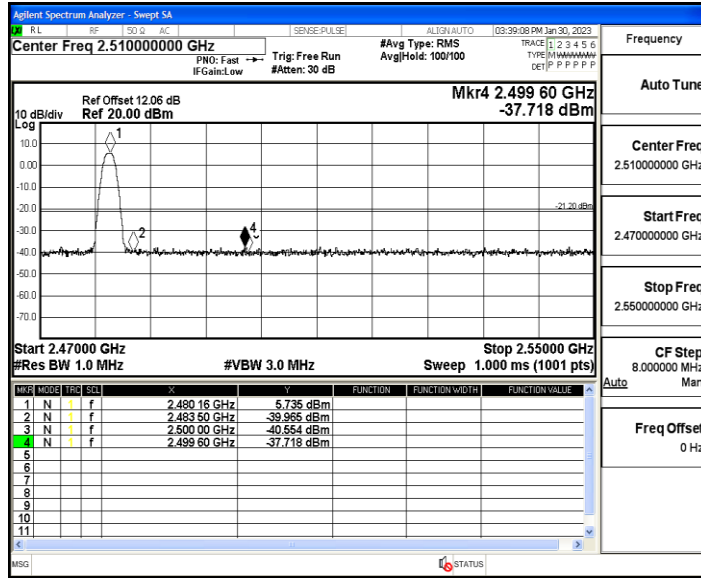 Agilent Spectrum Analyzer - Swept SA
RL RF 50 Ω AC SENSE:PULSE ALIGN AUTO 03:39:08 PM Jan 30, 2023
Center Freq 2.510000000 GHz
PNO: Fast
IFGain:Low
Trig: Free Run
#Atten: 30 dB
#Avg Type: RMS
Avg|Hold: 100/100
TRACE 1 2 3 4 5 6
TYPE MWWWWW
DET P P P P P P
Frequency
Auto Tune
Mkr4 2.499 60 GHz
-37.718 dBm
Ref Offset 12.06 dB
10 dB/div Ref 20.00 dBm
Log
10.0
0.00
-10.0
-20.0
-30.0
-40.0
-50.0
-60.0
-70.0
1
2
4
-21.20 dBm
Center Freq
2.510000000 GHz
Start Freq
2.470000000 GHz
Stop Freq
2.550000000 GHz
Start 2.47000 GHz Stop 2.55000 GHz
#Res BW 1.0 MHz #VBW 3.0 MHz Sweep 1.000 ms (1001 pts)
CF Step
8.000000 MHz
Auto Man
Freq Offset
0 Hz
MKR MODE TRC SCL X Y FUNCTION FUNCTION WIDTH FUNCTION VALUE
1 N 1 f 2.480 16 GHz 5.735 dBm
2 N 1 f 2.483 50 GHz -39.965 dBm
3 N 1 f 2.500 00 GHz -40.554 dBm
4 N 1 f 2.499 60 GHz -37.718 dBm
5
6
7
8
9
10
11
MSG STATUS